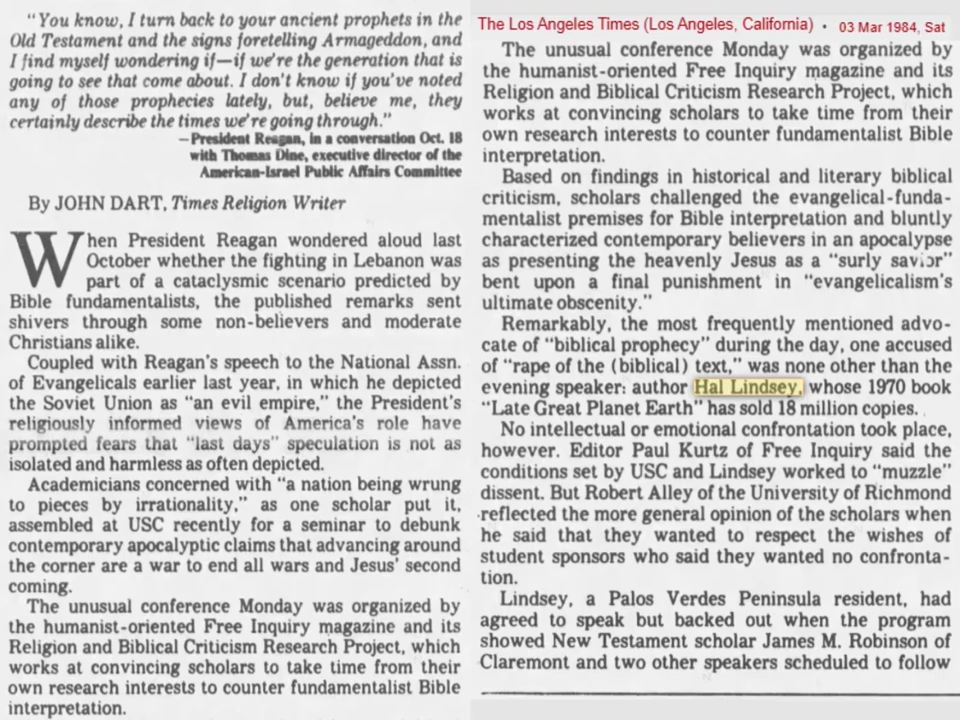 "You know, I turn back to your ancient prophets in the
Old Testament and the signs foretelling Armageddon, and
I find myself wondering if—if we're the generation that is
going to see that come about. I don't know if you've noted
any of those prophecies lately, but, believe me, they
certainly describe the times we're going through."
—President Reagan, in a conversation Oct. 18
with Thomas Dine, executive director of the
American-Israel Public Affairs Committee
By JOHN DART, Times Religion Writer
When President Reagan wondered aloud last
October whether the fighting in Lebanon was
part of a cataclysmic scenario predicted by
Bible fundamentalists, the published remarks sent
shivers through some non-believers and moderate
Christians alike.
Coupled with Reagan's speech to the National Assn.
of Evangelicals earlier last year, in which he depicted
the Soviet Union as "an evil empire," the President's
religiously informed views of America's role have
prompted fears that "last days" speculation is not as
isolated and harmless as often depicted.
Academicians concerned with "a nation being wrung
to pieces by irrationality," as one scholar put it,
assembled at USC recently for a seminar to debunk
contemporary apocalyptic claims that advancing around
the corner are a war to end all wars and Jesus' second
coming.
The unusual conference Monday was organized by
the humanist-oriented Free Inquiry magazine and its
Religion and Biblical Criticism Research Project, which
works at convincing scholars to take time from their
own research interests to counter fundamentalist Bible
interpretation.
The Los Angeles Times (Los Angeles, California) • 03 Mar 1984, Sat
The unusual conference Monday was organized by
the humanist-oriented Free Inquiry magazine and its
Religion and Biblical Criticism Research Project, which
works at convincing scholars to take time from their
own research interests to counter fundamentalist Bible
interpretation.
Based on findings in historical and literary biblical
criticism, scholars challenged the evangelical-funda-
mentalist premises for Bible interpretation and bluntly
characterized contemporary believers in an apocalypse
as presenting the heavenly Jesus as a "surly savior"
bent upon a final punishment in "evangelicalism's
ultimate obscenity."
Remarkably, the most frequently mentioned advo-
cate of "biblical prophecy" during the day, one accused
of "rape of the (biblical) text," was none other than the
evening speaker: author Hal Lindsey, whose 1970 book
"Late Great Planet Earth" has sold 18 million copies.
No intellectual or emotional confrontation took place,
however. Editor Paul Kurtz of Free Inquiry said the
conditions set by USC and Lindsey worked to "muzzle"
dissent. But Robert Alley of the University of Richmond
reflected the more general opinion of the scholars when
he said that they wanted to respect the wishes of
student sponsors who said they wanted no confronta-
tion.
Lindsey, a Palos Verdes Peninsula resident, had
agreed to speak but backed out when the program
showed New Testament scholar James M. Robinson of
Claremont and two other speakers scheduled to follow